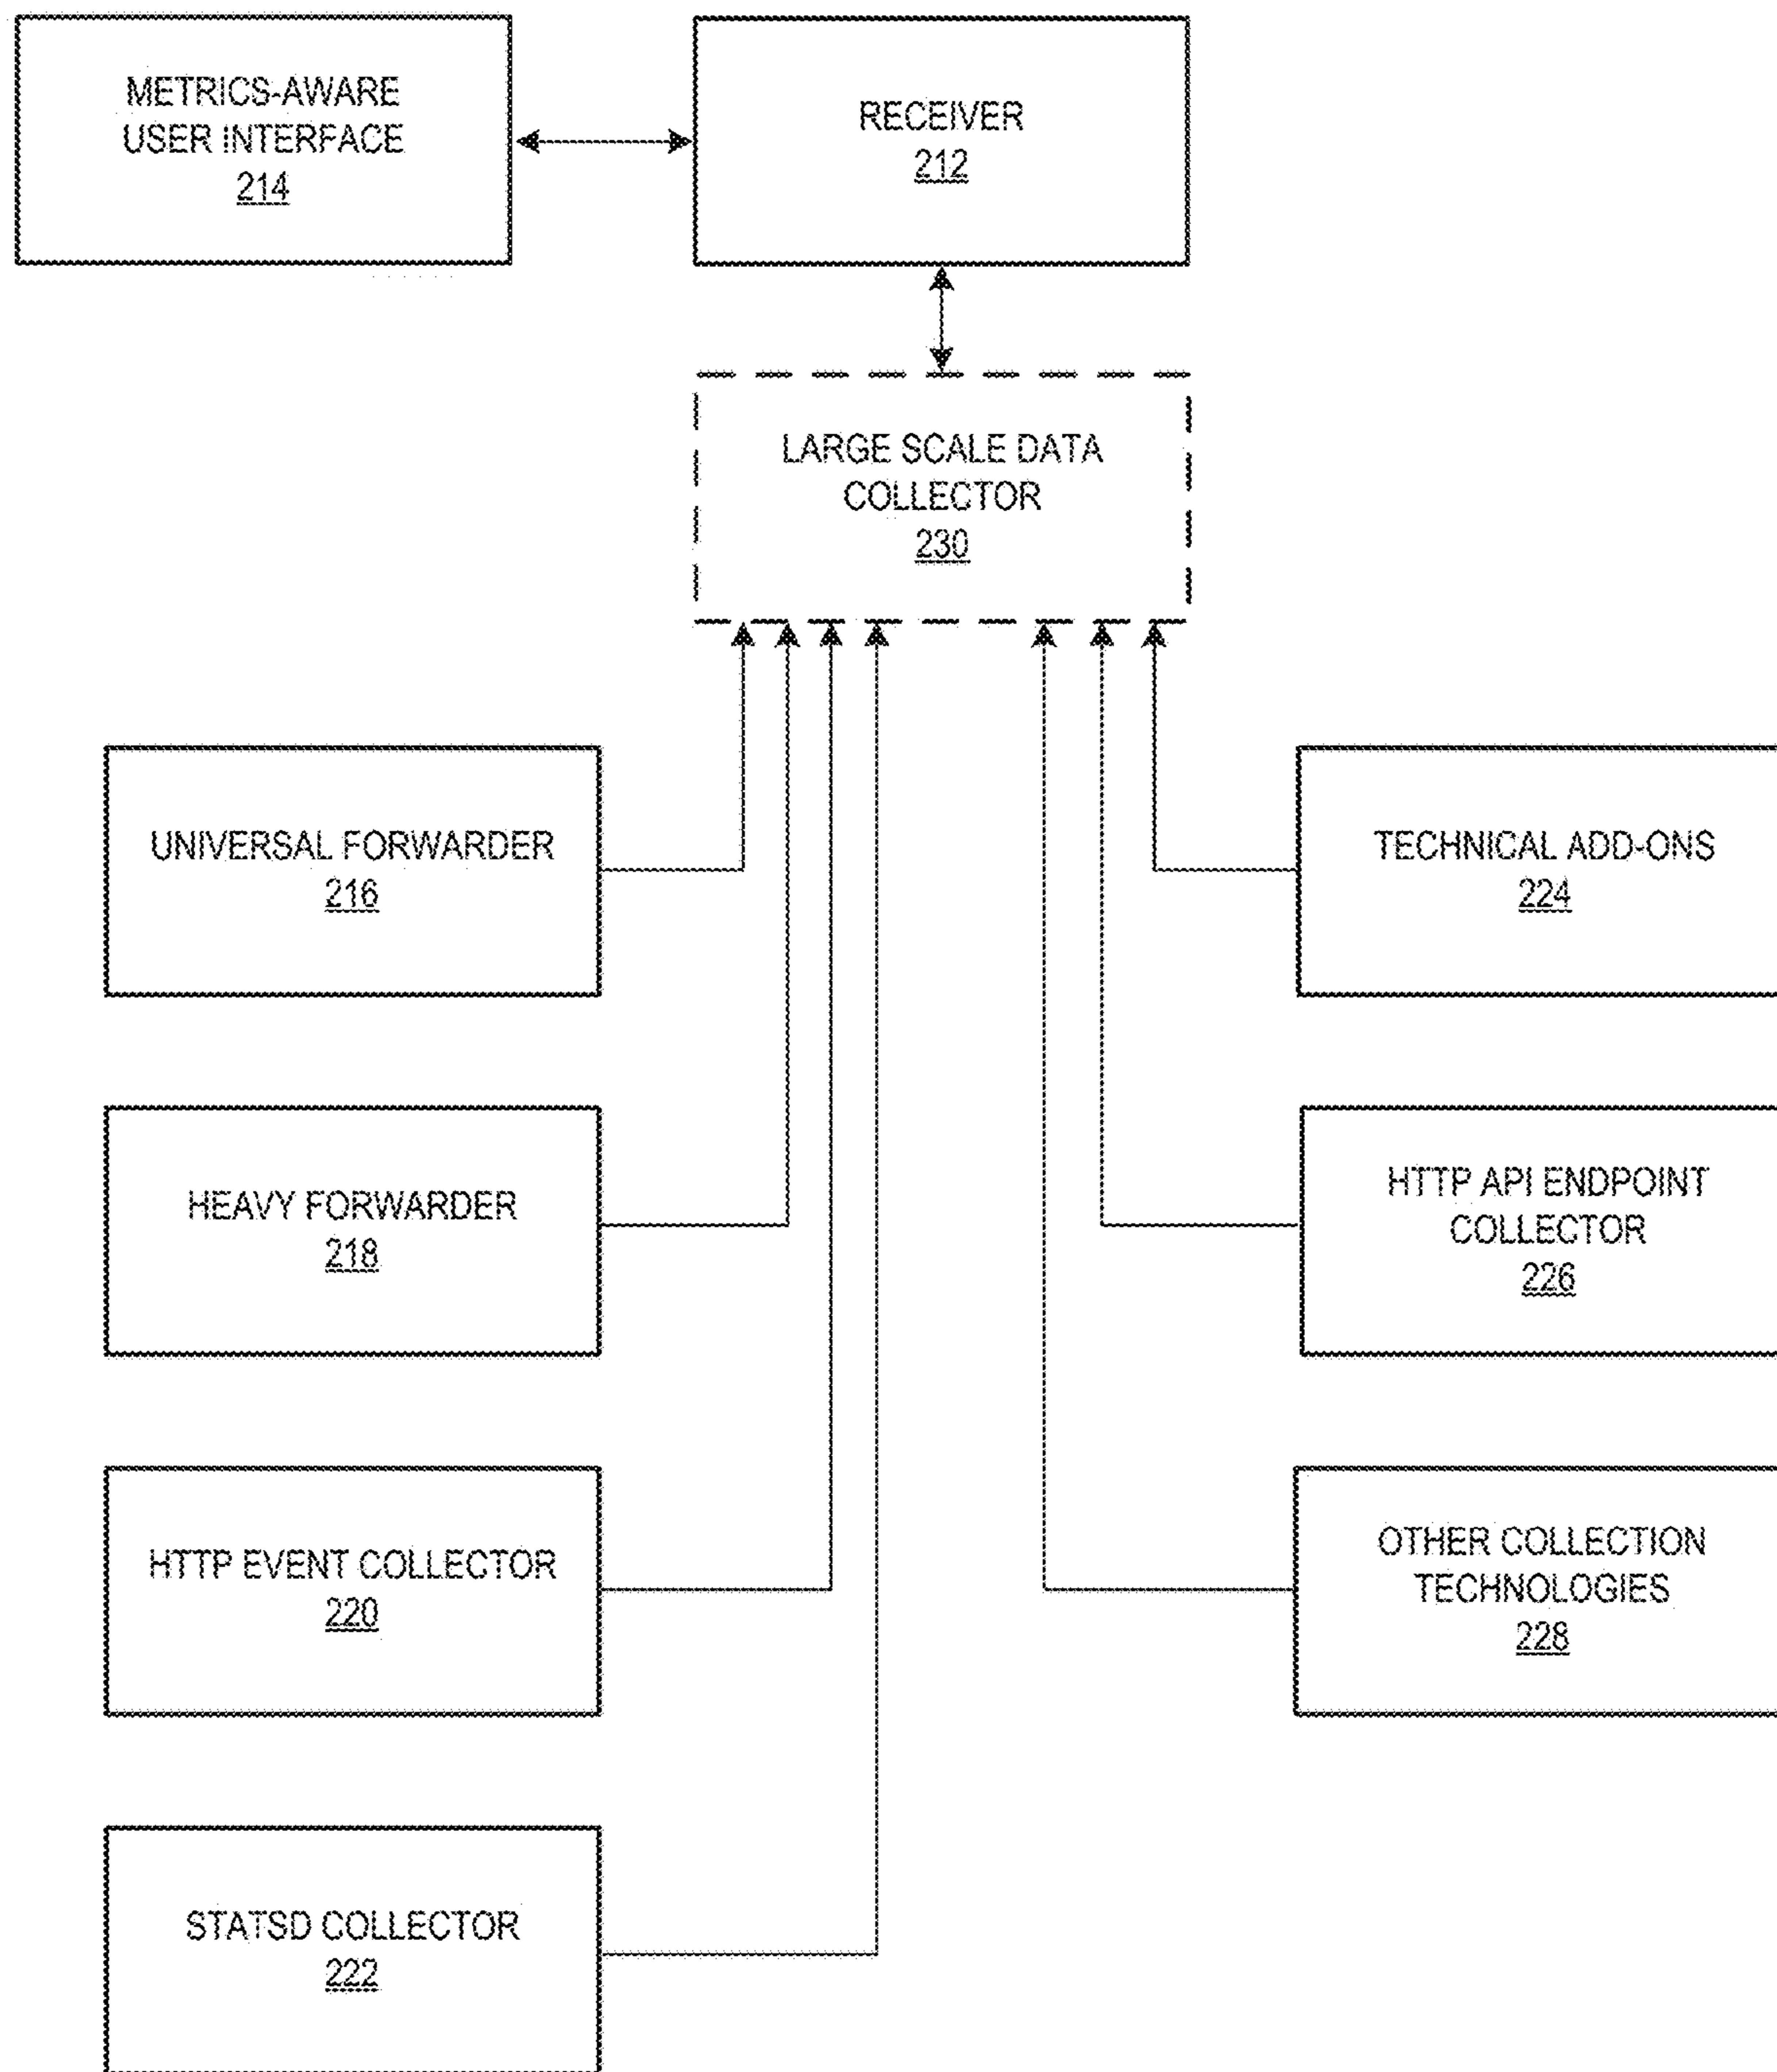 METRICS-AWARE
USER INTERFACE
214
RECEIVER
212
LARGE SCALE DATA
COLLECTOR
230
UNIVERSAL FORWARDER
216
TECHNICAL ADD-ONS
224
HEAVY FORWARDER
218
HTTP API ENDPOINT
COLLECTOR
226
HTTP EVENT COLLECTOR
220
OTHER COLLECTION
TECHNOLOGIES
228
STATSD COLLECTOR
222